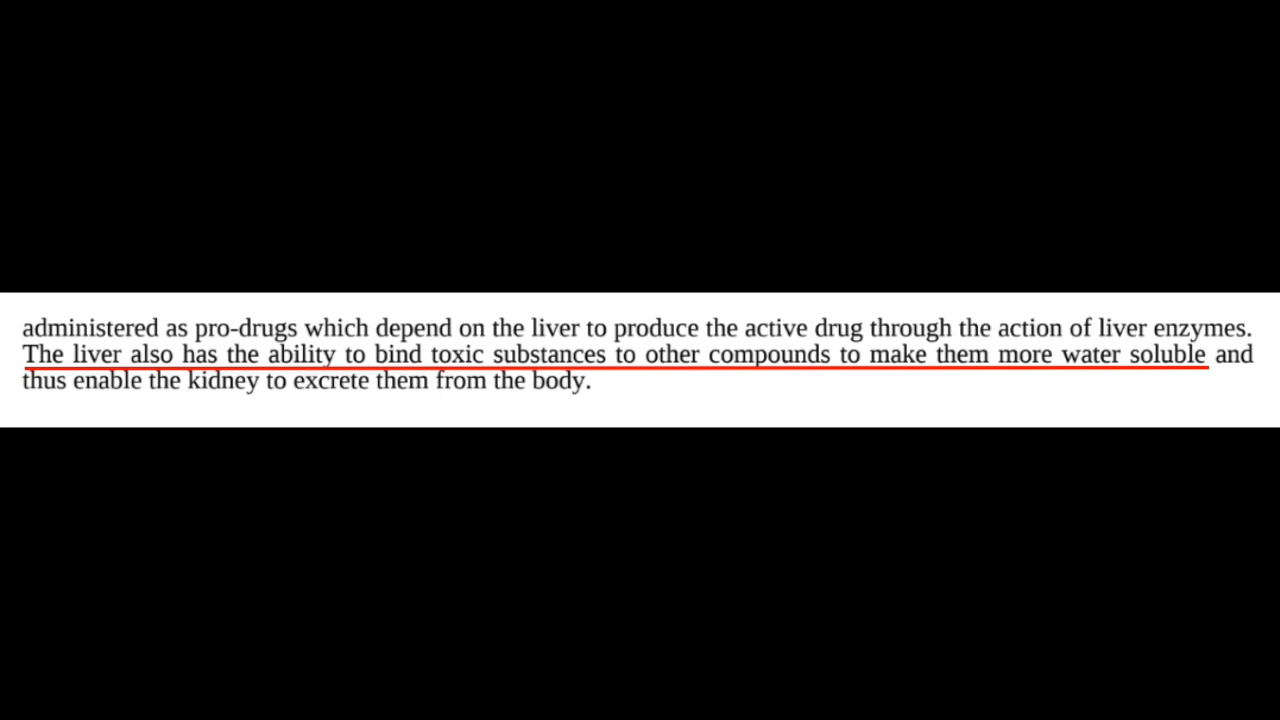 administered as pro-drugs which depend on the liver to produce the active drug through the action of liver enzymes.
The liver also has the ability to bind toxic substances to other compounds to make them more water soluble and
thus enable the kidney to excrete them from the body.